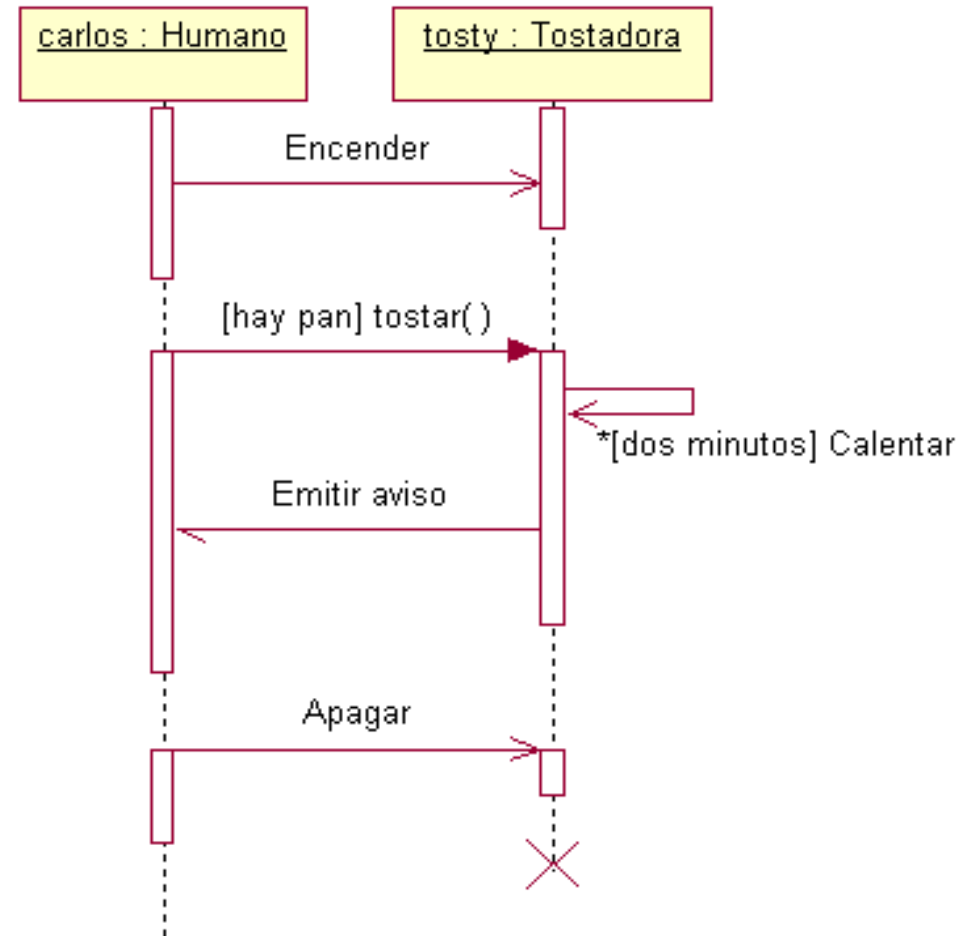 carlos : Humano
tosty : Tostadora
Encender
[hay pan] tostar( )
*[dos minutos] Calentar
Emitir aviso
Apagar